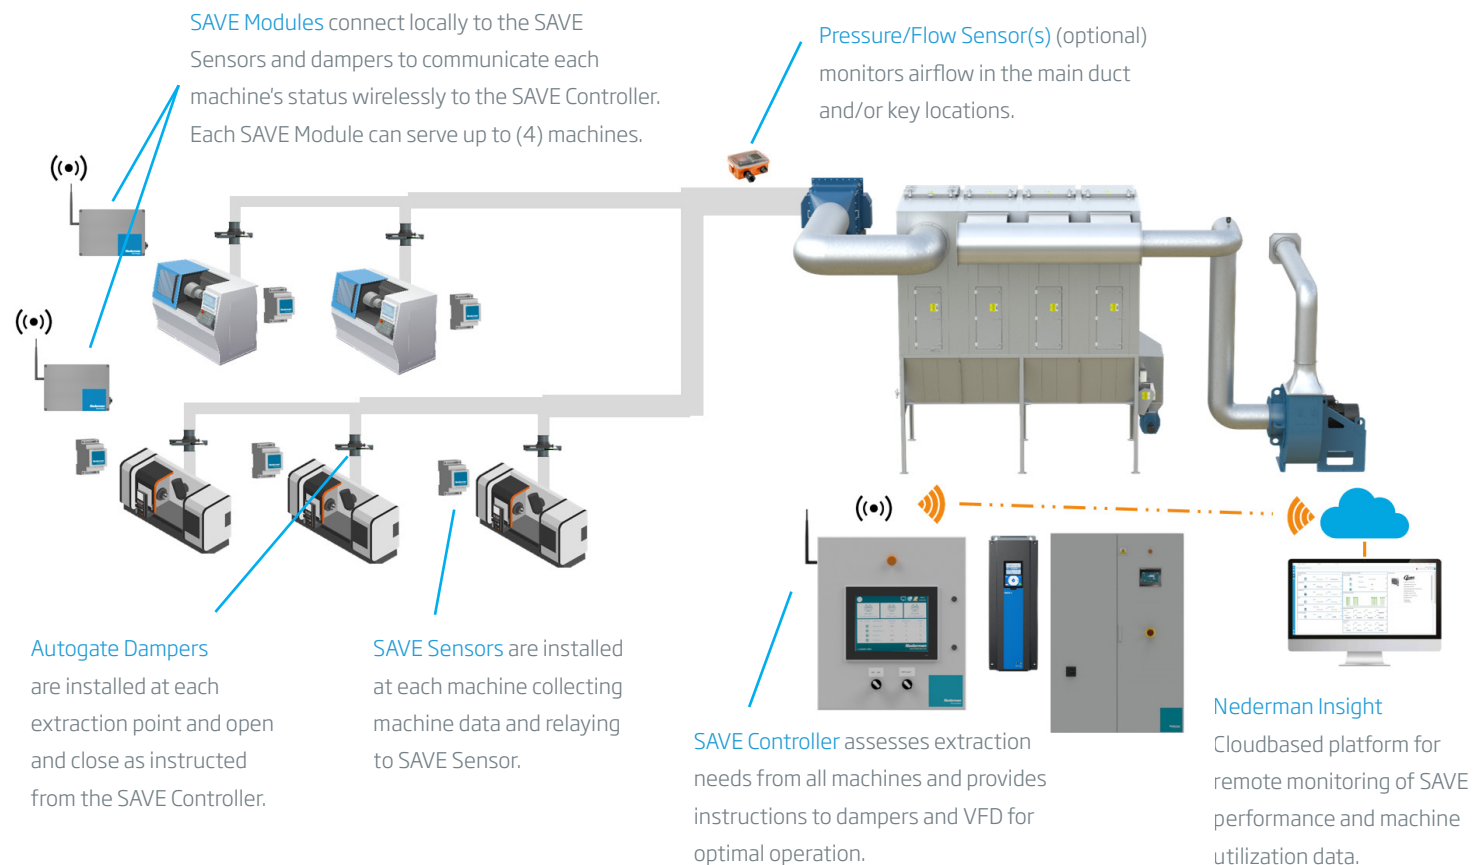 SAVE Modules connect locally to the SAVE
Sensors and dampers to communicate each
machine's status wirelessly to the SAVE Controller.
Each SAVE Module can serve up to (4) machines.
Pressure/Flow Sensor(s) (optional)
monitors airflow in the main duct
and/or key locations.
Autogate Dampers
are installed at each
extraction point and open
and close as instructed
from the SAVE Controller.
SAVE Sensors are installed
at each machine collecting
machine data and relaying
to SAVE Sensor.
SAVE Controller assesses extraction
needs from all machines and provides
instructions to dampers and VFD for
optimal operation.
Nederman Insight
Cloudbased platform for
remote monitoring of SAVE
performance and machine
utilization data.